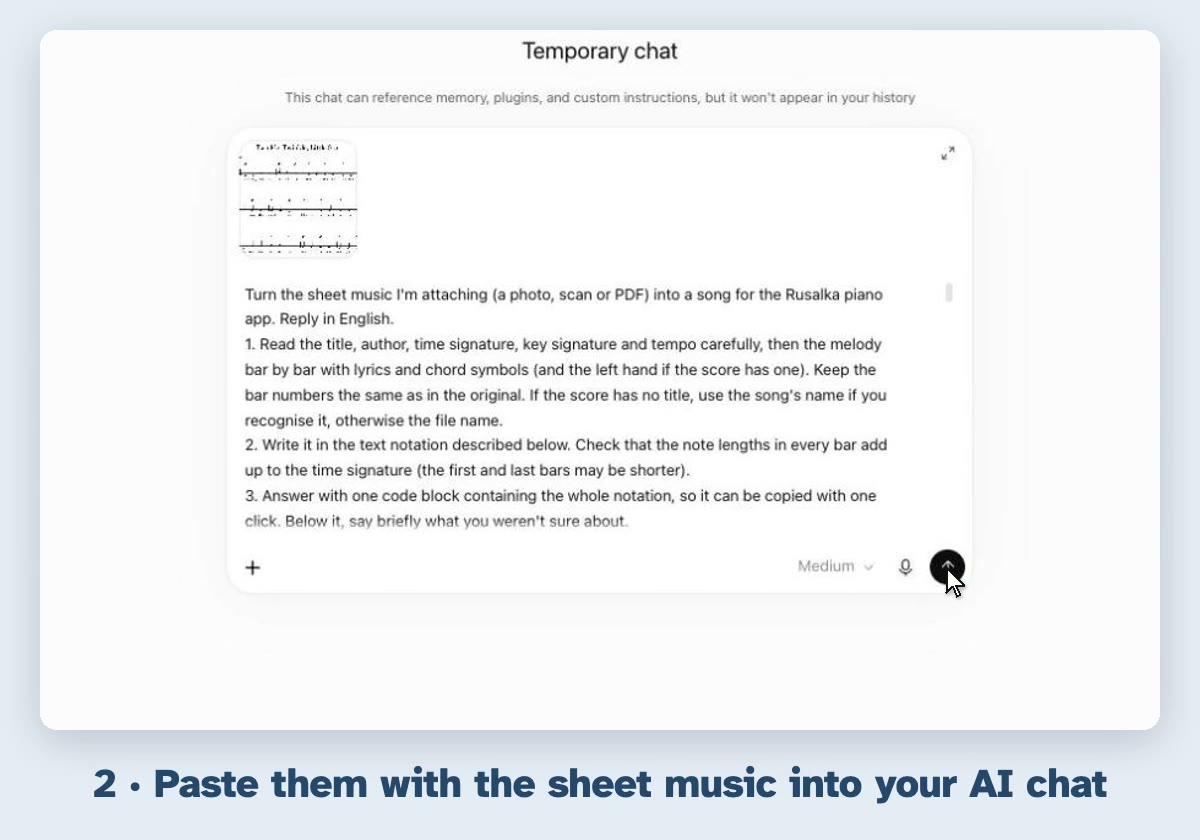 Temporary chat
This chat can reference memory, plugins, and custom instructions, but it won't appear in your history
Turn the sheet music I'm attaching (a photo, scan or PDF) into a song for the Rusalka piano
app. Reply in English.
1. Read the title, author, time signature, key signature and tempo carefully, then the melody
bar by bar with lyrics and chord symbols (and the left hand if the score has one). Keep the
bar numbers the same as in the original. If the score has no title, use the song's name if you
recognise it, otherwise the file name.
2. Write it in the text notation described below. Check that the note lengths in every bar add
up to the time signature (the first and last bars may be shorter).
3. Answer with one code block containing the whole notation, so it can be copied with one
click. Below it, say briefly what you weren't sure about.
Medium
2 · Paste them with the sheet music into your AI chat